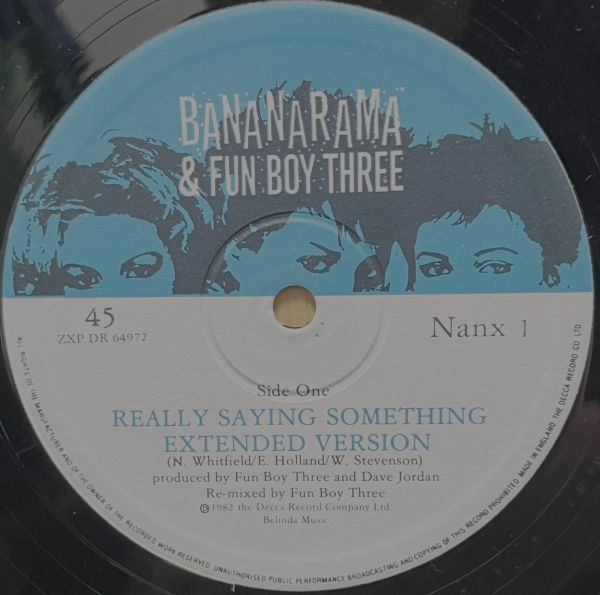 BANANARAMA
& FUN BOY THREE
45
ZXP DR 64972
Nanx 1
Side One
REALLY SAYING SOMETHING
EXTENDED VERSION
(N. Whitfield/E. Holland/W. Stevenson)
produced by Fun Boy Three and Dave Jordan
Re-mixed by Fun Boy Three
Ⓟ1982 the Decca Record Company Ltd
Belinda Music
ALL RIGHTS OF THE MANUFACTURER AND OF THE OWNER OF THE RECORDED WORK RESERVED UNAUTHORISED PUBLIC PERFORMANCE BROADCASTING AND COPYING OF THIS RECORD PROHIBITED MADE IN ENGLAND THE DECCA RECORD CO LTD